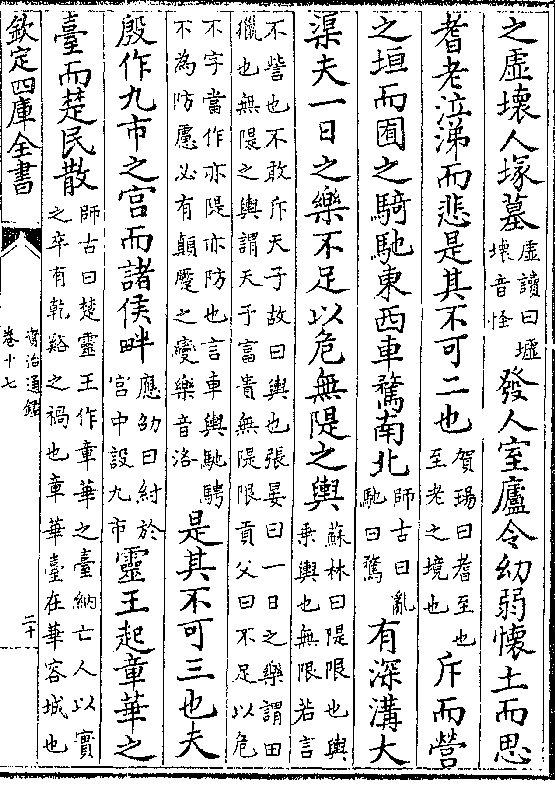 之虛壞人塚墓虛讀曰墟壞音怪發人室廬令幼弱懷土而思
耆老泣涕而悲是其不可二也賀瑒曰耆至也至老之境也斥而營
之垣而囿之騎馳東西車騖南北師古曰亂馳曰騖有深溝大
渠夫一日之樂不足以危無隄之輿蘇林曰隄限也輿乗輿也無限若言
不訾也不敢斥天子故曰輿也張晏曰一日之樂謂田獵也無隄之輿謂天子富貴無隄限貢父曰不足以危
不字當作亦隄亦防也言車輿馳騁不為防慮必有顛蹷之變樂音洛是其不可三也夫
殷作九市之宫而諸侯畔應劭曰紂於宫中設九市靈王起章華之
臺而楚民散師古曰楚靈王作章華之臺納亡人以實之卒有乾谿之禍也章華臺在華容城也
欽定四庫全書
資治通鑑
卷十七
二十